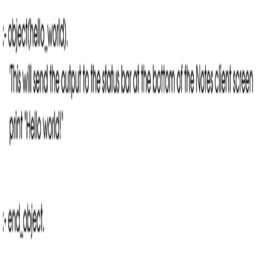 :- object(hello_world).
'This will send the output to the status bar at the bottom of the Notes client screen
print "Hello world!"
:- end_object.